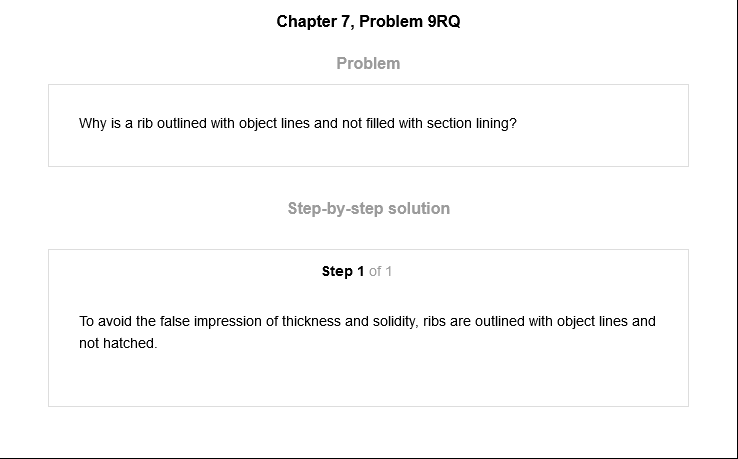 Chapter 7, Problem 9RQ
Problem
Why is a rib outlined with object lines and not filled with section lining?
Step-by-step solution
Step 1 of 1
To avoid the false impression of thickness and solidity, ribs are outlined with object lines and
not hatched.